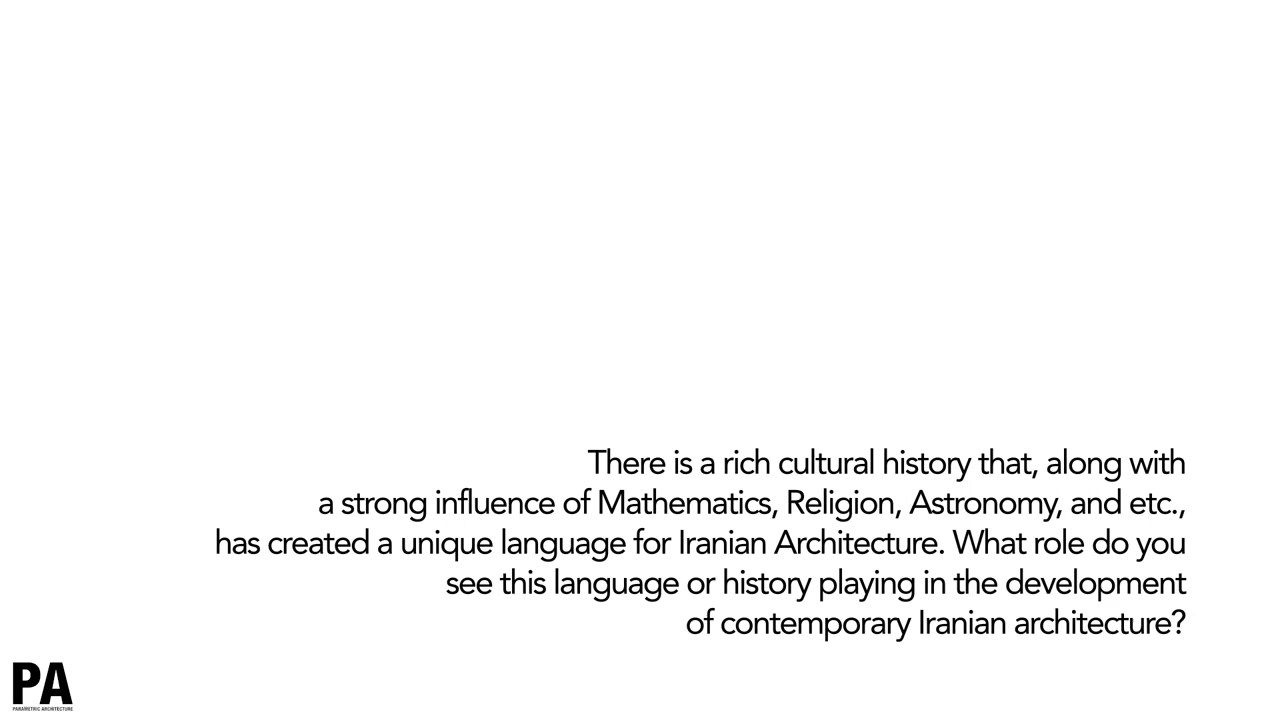 There is a rich cultural history that, along with
a strong influence of Mathematics, Religion, Astronomy, and etc.,
has created a unique language for Iranian Architecture. What role do you
see this language or history playing in the development
of contemporary Iranian architecture?
PA
PARAMETRIC ARCHITECTURE